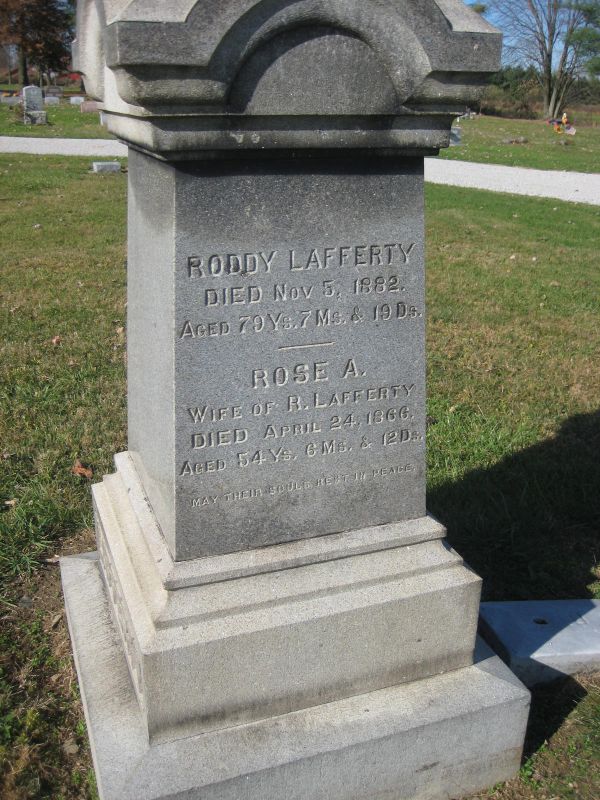 RODDY LAFFERTY
DIED NOV 5, 1882.
AGED 79 YS. 7 MS. & 19 DS.
ROSE A.
WIFE OF R. LAFFERTY
DIED APRIL 24, 1866,
AGED 54 YS. 6 MS. & 12 DS.
MAY THEIR SOULS REST IN PEACE.